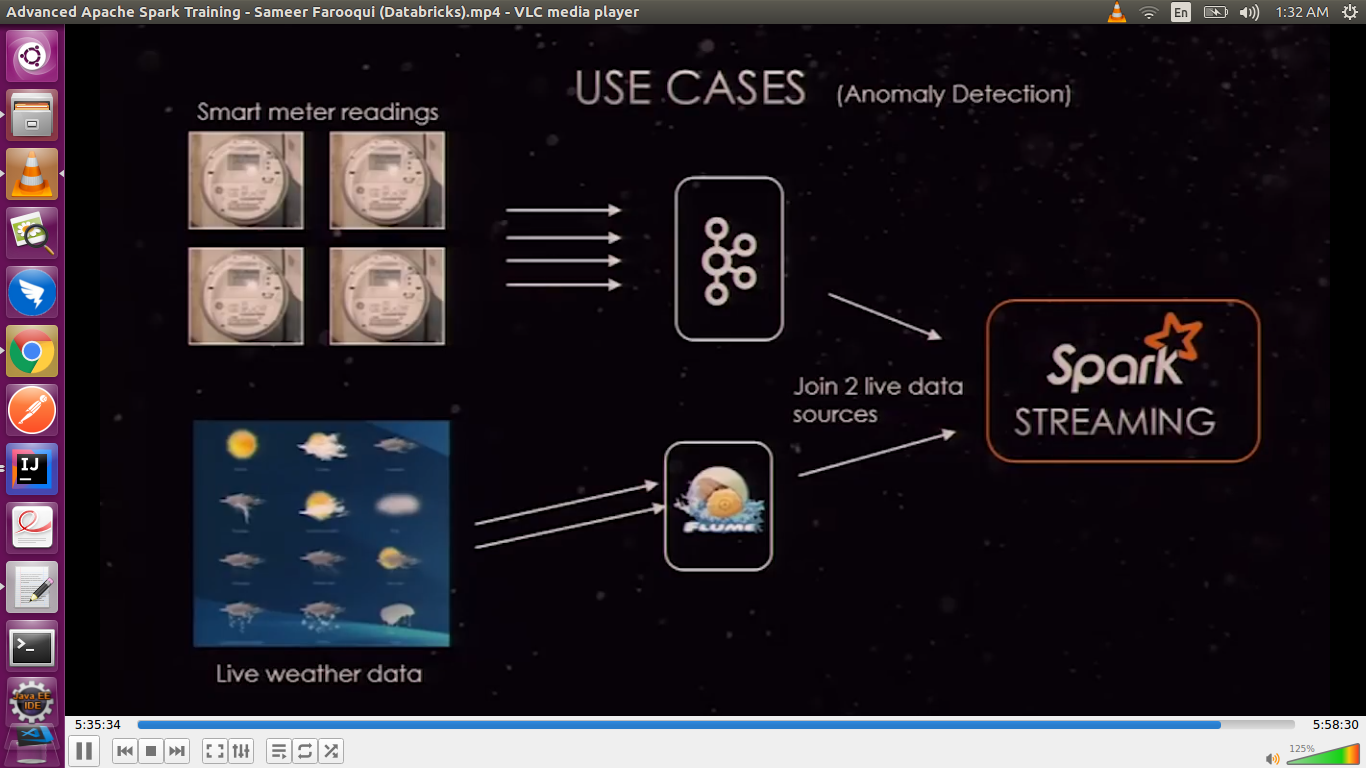 Advanced Apache Spark Training - Sameer Farooqui (Databricks).mp4 - VLC media player
En
1:32 AM
USE CASES (Anomaly Detection)
Smart meter readings
Join 2 live data
sources
Spark
STREAMING
FLUME
Live weather data
IJ
>_
Java EE
IDE
5:35:34
5:58:30
125%